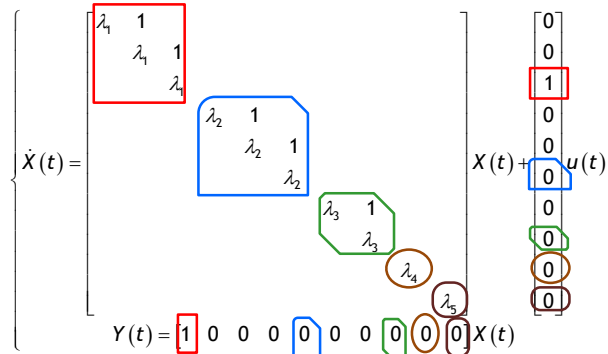 λ₁ 1 0
λ₁ 1 0
λ₁ 1
λ₂ 1 0
λ₂ 1 0
Ẋ(t) = X(t) + u(t)
λ₂ 0
λ₃ 1 0
λ₃ 0
λ₄ 0
λ₅ 0
Y(t) = [1 0 0 0 0 0 0 0 0 0] X(t)